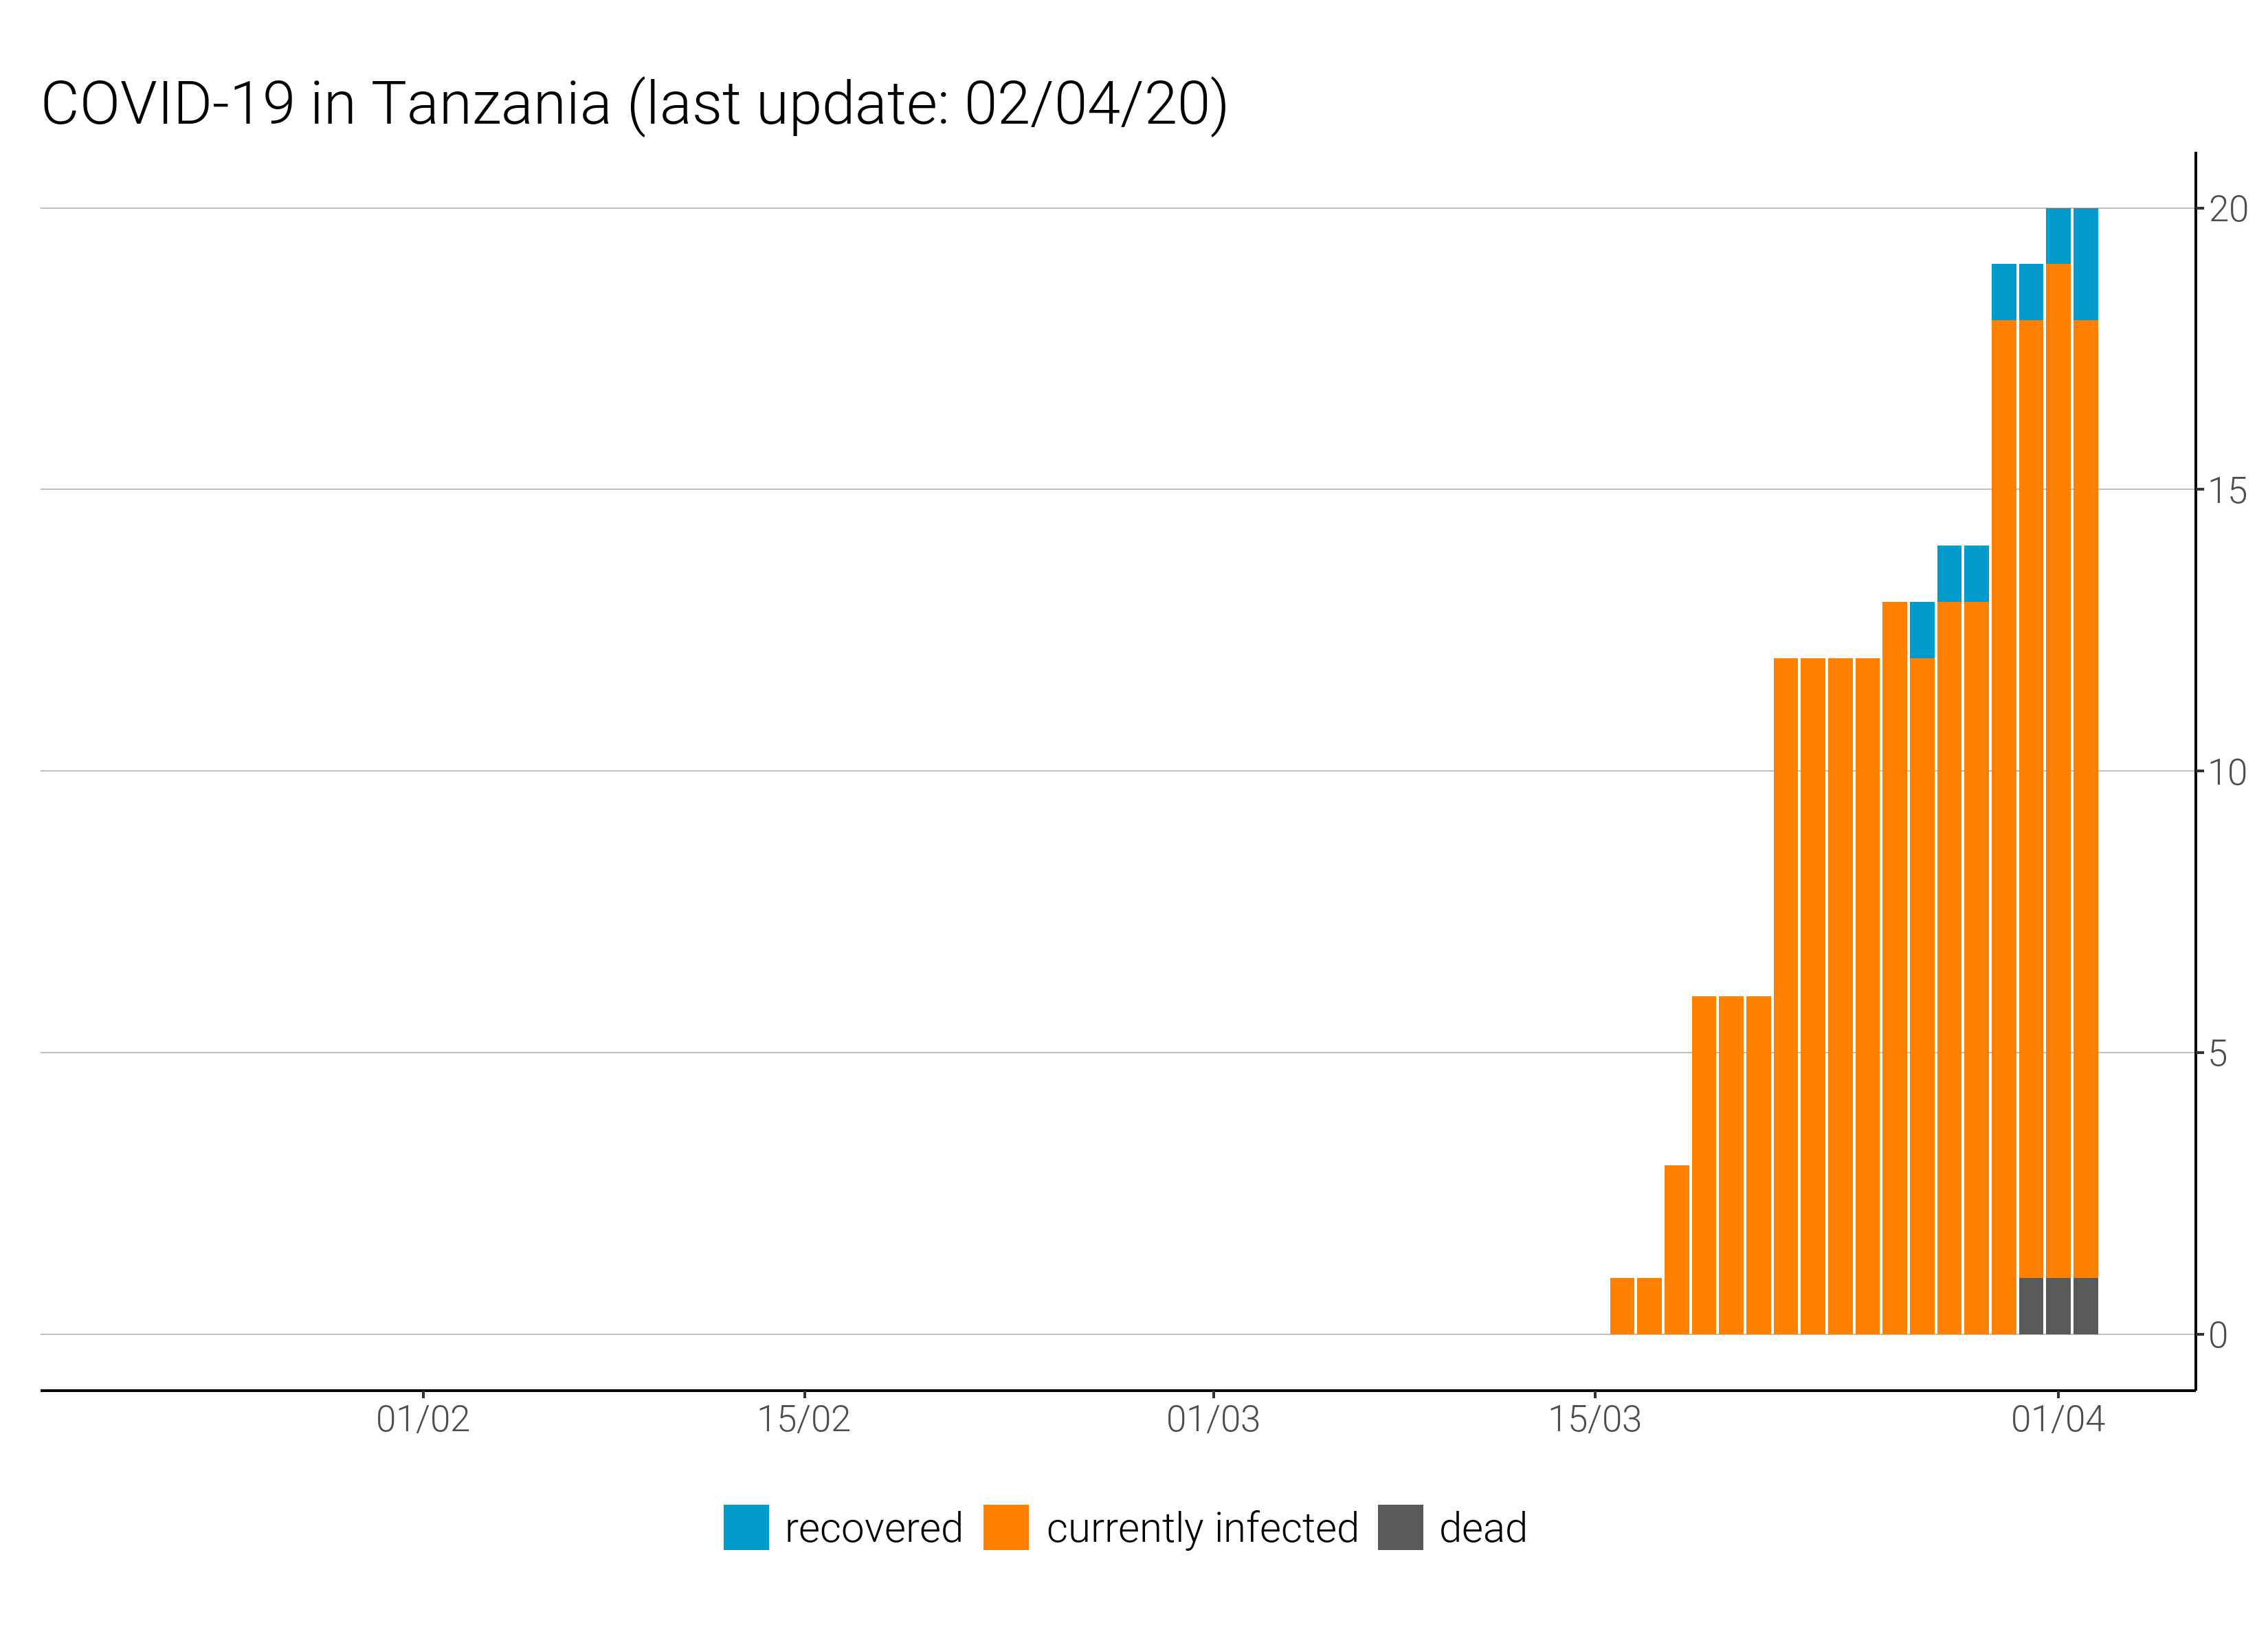 COVID-19 in Tanzania (last update: 02/04/20)
20
15
10
5
0
01/02 15/02 01/03 15/03 01/04
recovered currently infected dead